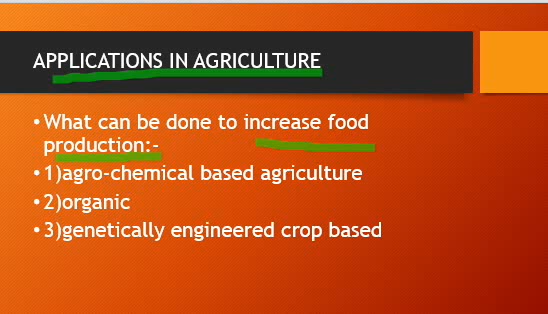 APPLICATIONS IN AGRICULTURE
• What can be done to increase food
production:-
• 1)agro-chemical based agriculture
• 2)organic
• 3)genetically engineered crop based